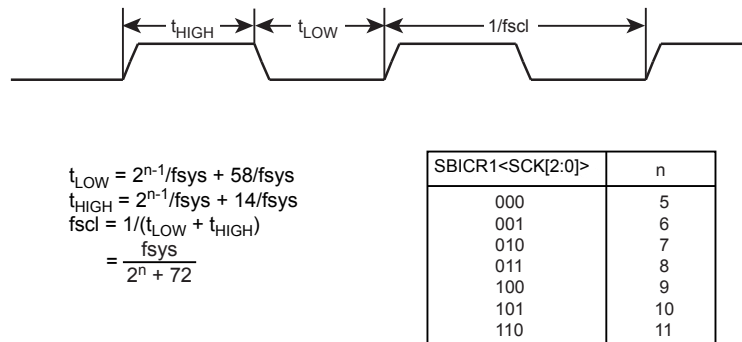 tHIGH tLOW 1/fscl
tLOW = 2n-1/fsys + 58/fsys
tHIGH = 2n-1/fsys + 14/fsys
fscl = 1/(tLOW + tHIGH)
= fsys
2n + 72
SBICR1<SCK[2:0]> n
000 5
001 6
010 7
011 8
100 9
101 10
110 11